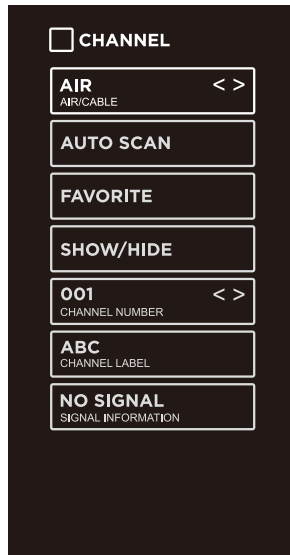 CHANNEL
AIR < >
AIR/CABLE
AUTO SCAN
FAVORITE
SHOW/HIDE
001 < >
CHANNEL NUMBER
ABC
CHANNEL LABEL
NO SIGNAL
SIGNAL INFORMATION